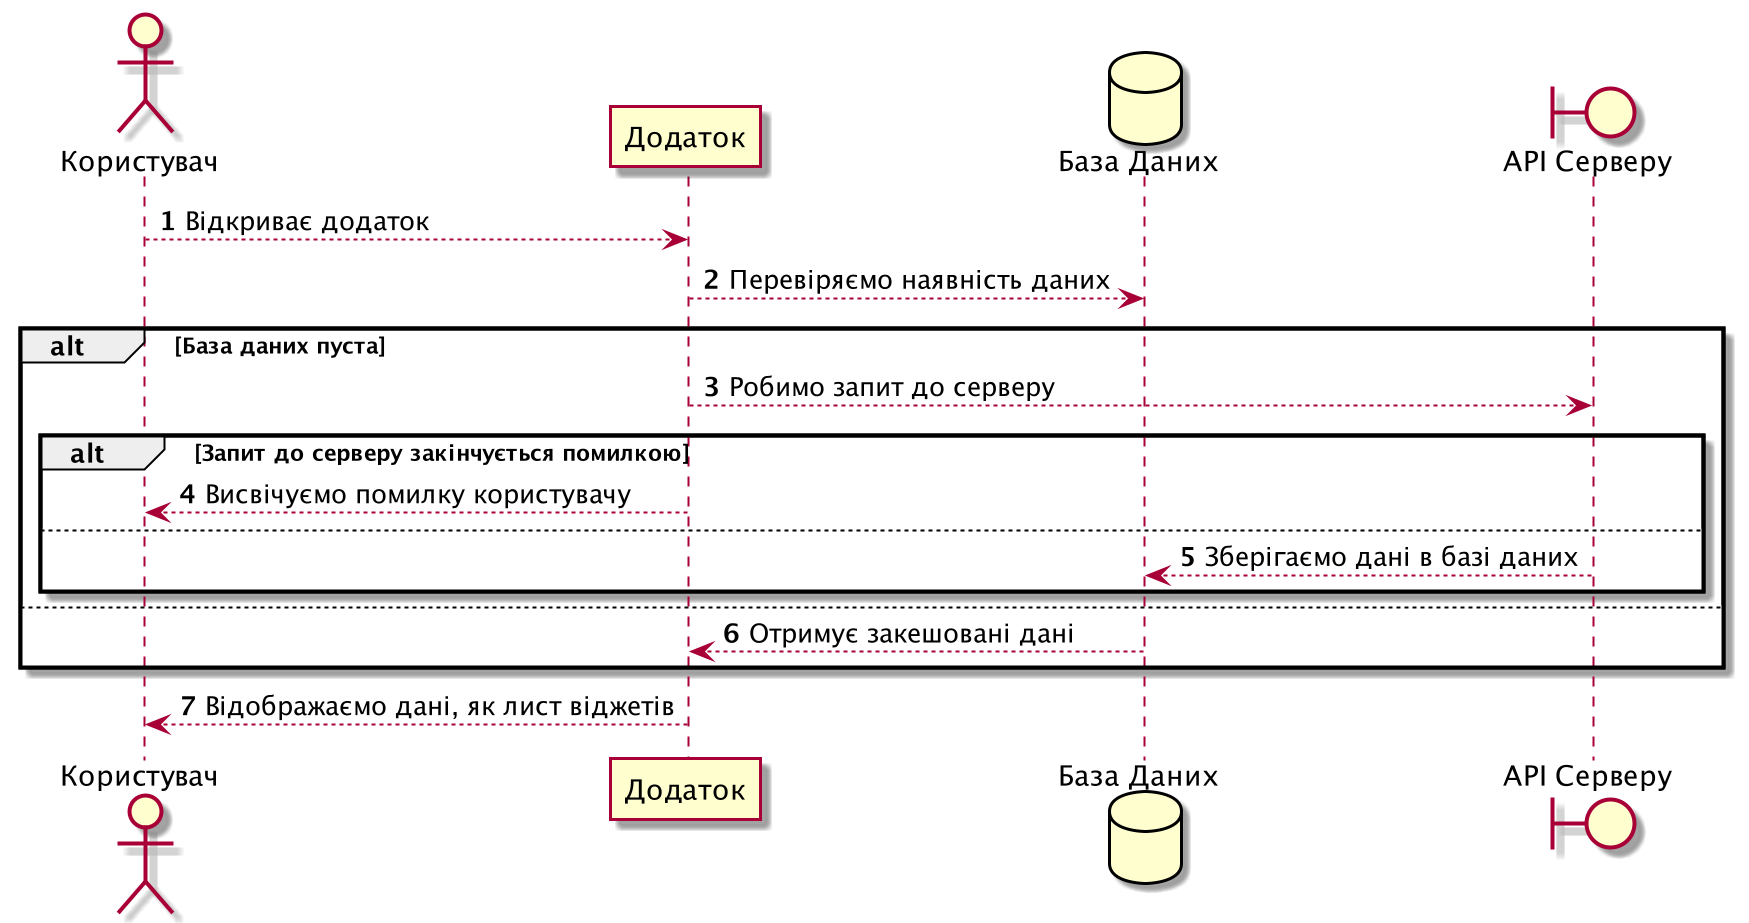 Користувач
Додаток
База Даних
API Серверу
1 Відкриває додаток
2 Перевіряємо наявність даних
alt [База даних пуста]
3 Робимо запит до серверу
alt [Запит до серверу закінчується помилкою]
4 Висвічуємо помилку користувачу
5 Зберігаємо дані в базі даних
6 Отримує закешовані дані
7 Відображаємо дані, як лист віджетів
Користувач
Додаток
База Даних
API Серверу